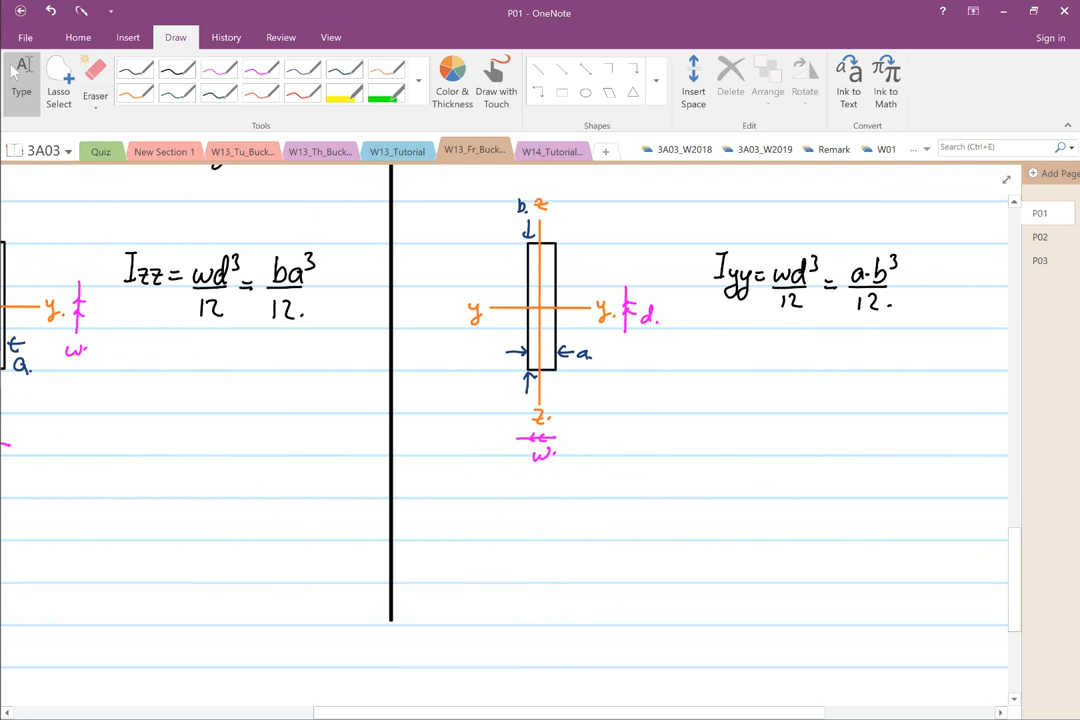 P01 - OneNote
?
File Home Insert Draw History Review View Sign in
Type
Lasso Select
Eraser
Color & Thickness
Draw with Touch
Insert Space
Delete
Arrange
Rotate
Ink to Text
Ink to Math
Tools Shapes Edit Convert
3A03 Quiz New Section 1 W13_Tu_Buck... W13_Th_Buck... W13_Tutorial W13_Fr_Buck... W14_Tutorial... + 3A03_W2018 3A03_W2019 Remark W01 ... Search (Ctrl+E)
Add Page
P01
P02
P03
Izz = wd³/12 = ba³/12.
y.
w.
a.
b. z
y y.
d.
a
z.
w.
Iyy = wd³/12 = a·b³/12.